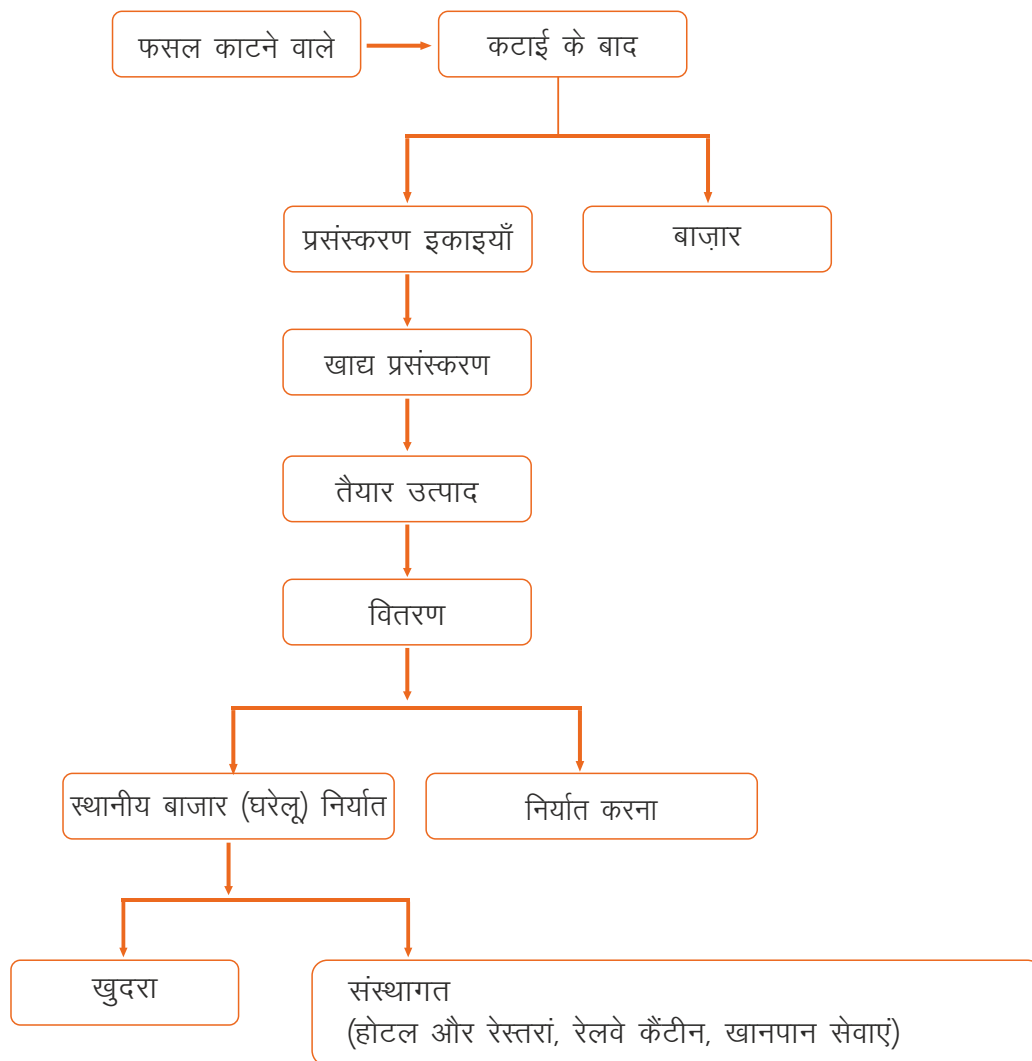 फसल काटने वाले
कटाई के बाद
प्रसंस्करण इकाइयाँ
बाज़ार
खाद्य प्रसंस्करण
तैयार उत्पाद
वितरण
स्थानीय बाजार (घरेलू) निर्यात
निर्यात करना
खुदरा
संस्थागत
(होटल और रेस्तरां, रेलवे कैंटीन, खानपान सेवाएं)